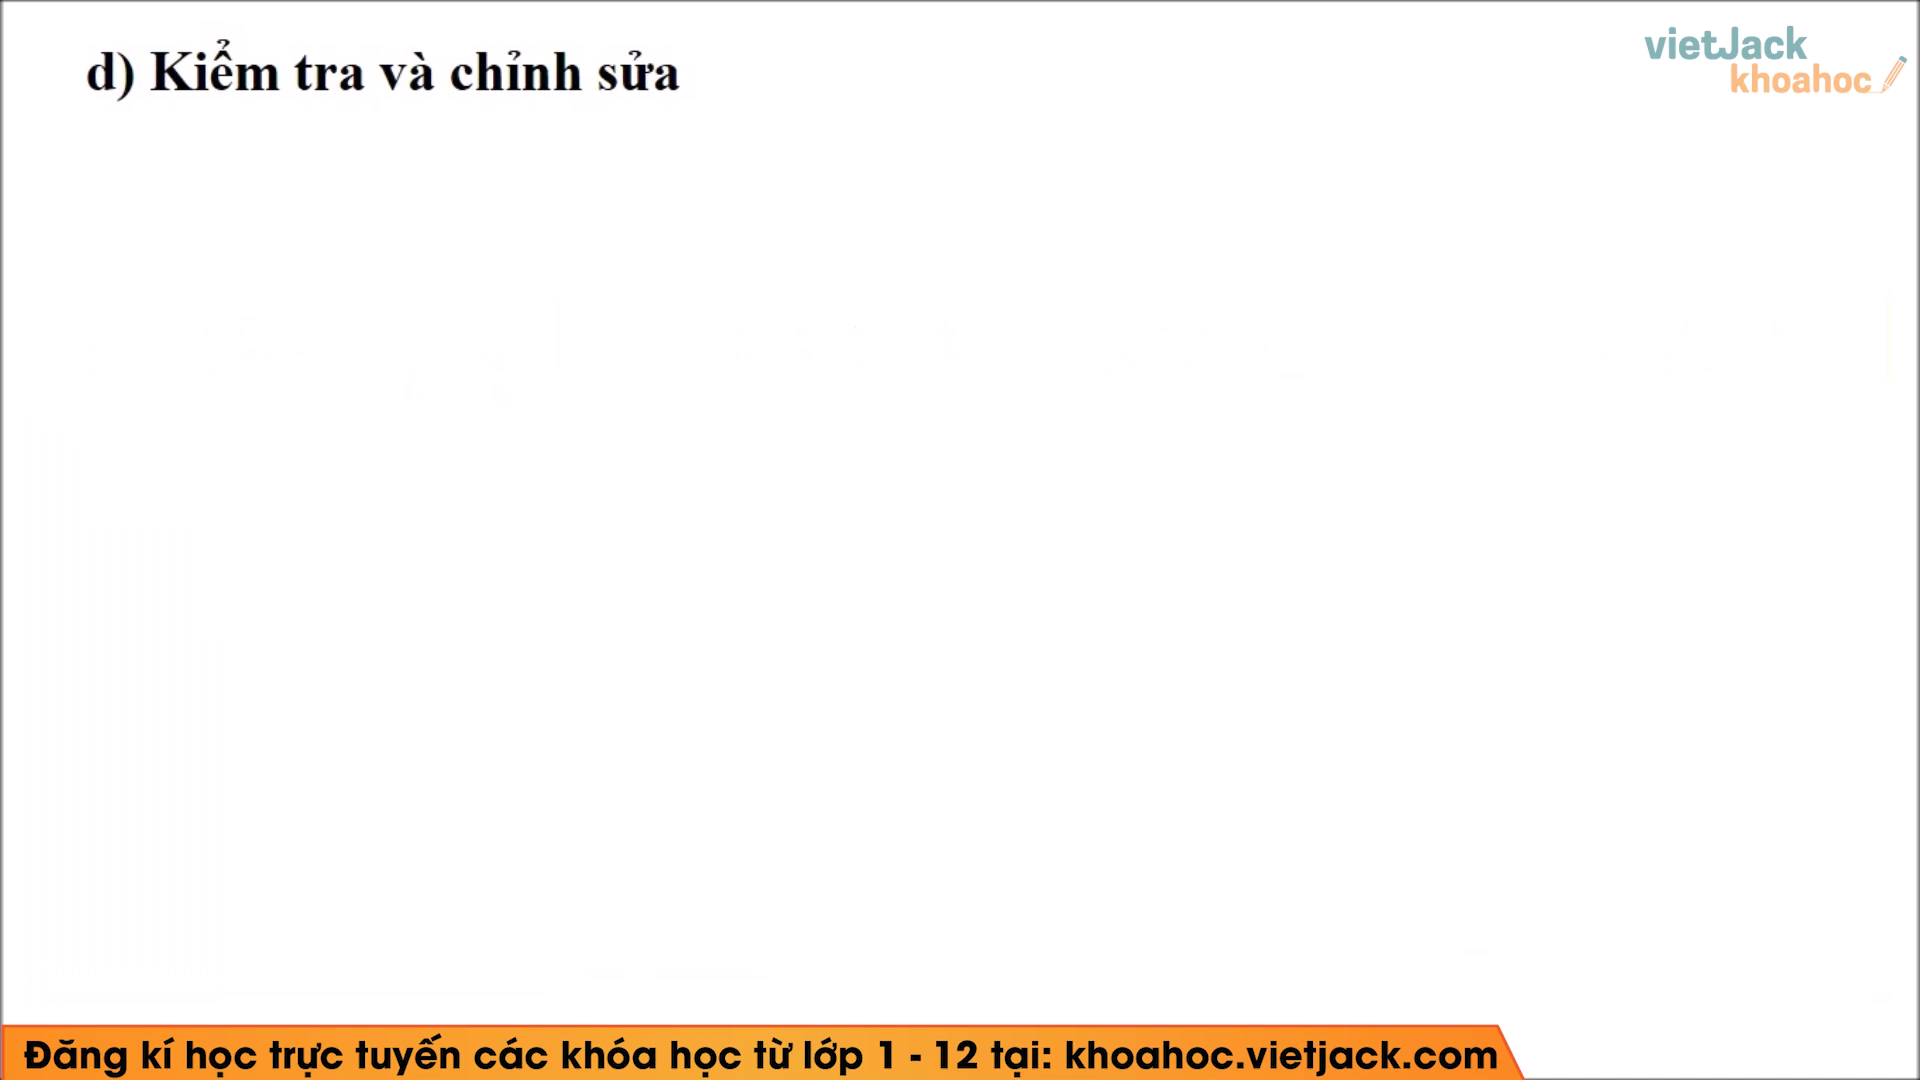 d) Kiểm tra và chỉnh sửa
vietJack
khoahoc
Đăng kí học trực tuyến các khóa học từ lớp 1 - 12 tại: khoahoc.vietjack.com